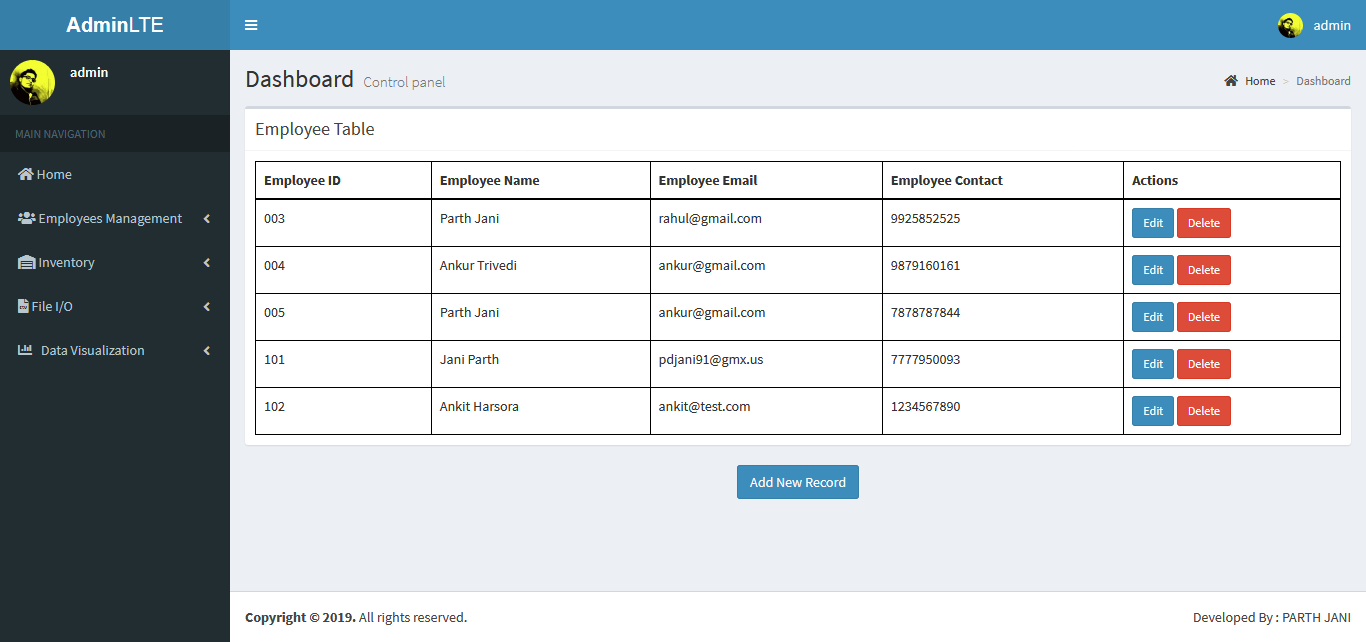 AdminLTE
admin
admin
MAIN NAVIGATION
Home
Employees Management
Inventory
File I/O
Data Visualization
Dashboard Control panel
Home > Dashboard
Employee Table
Employee ID Employee Name Employee Email Employee Contact Actions
003 Parth Jani rahul@gmail.com 9925852525 Edit Delete
004 Ankur Trivedi ankur@gmail.com 9879160161 Edit Delete
005 Parth Jani ankur@gmail.com 7878787844 Edit Delete
101 Jani Parth pdjani91@gmx.us 7777950093 Edit Delete
102 Ankit Harsora ankit@test.com 1234567890 Edit Delete
Add New Record
Copyright © 2019. All rights reserved. Developed By : PARTH JANI